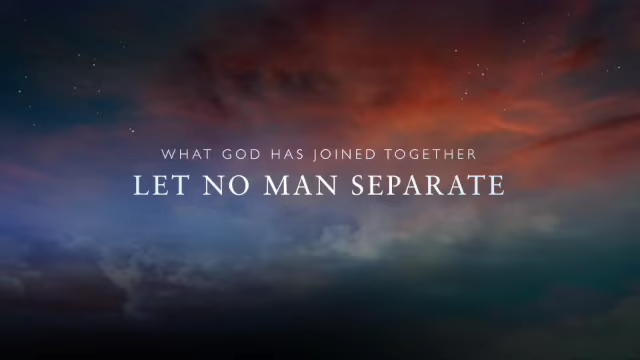 WHAT GOD HAS JOINED TOGETHER
LET NO MAN SEPARATE